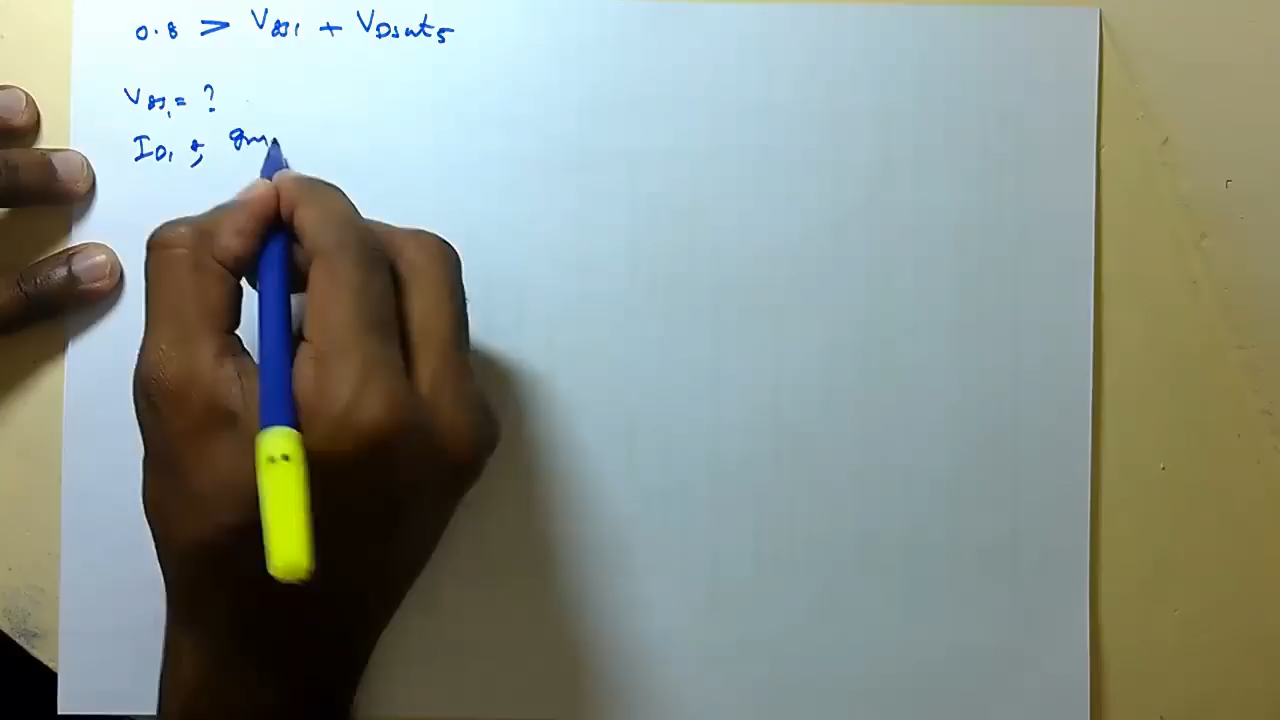 0.8 > VGS1 + VDsat5
VGS1 = ?
ID1 ; gm